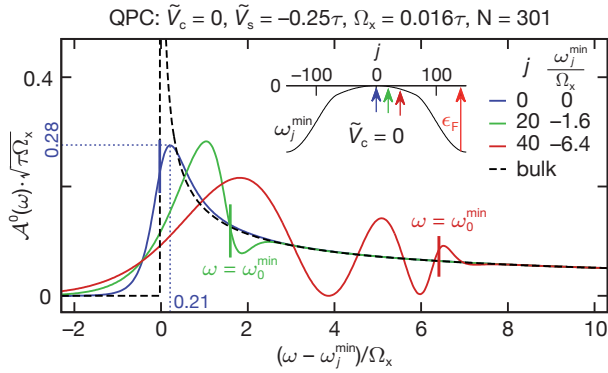 QPC: Ṽc = 0, Ṽs = −0.25τ, Ωx = 0.016τ, N = 301
j
−100 0 100
0.4
0.28
0
𝒜⁰(ω)·√τΩx
ωjmin
Ṽc = 0
ϵF
j ωjmin/Ωx
0 0
20 −1.6
40 −6.4
bulk
ω = ω0min
ω = ω0min
0.21
−2 0 2 4 6 8 10
(ω − ωjmin)/Ωx